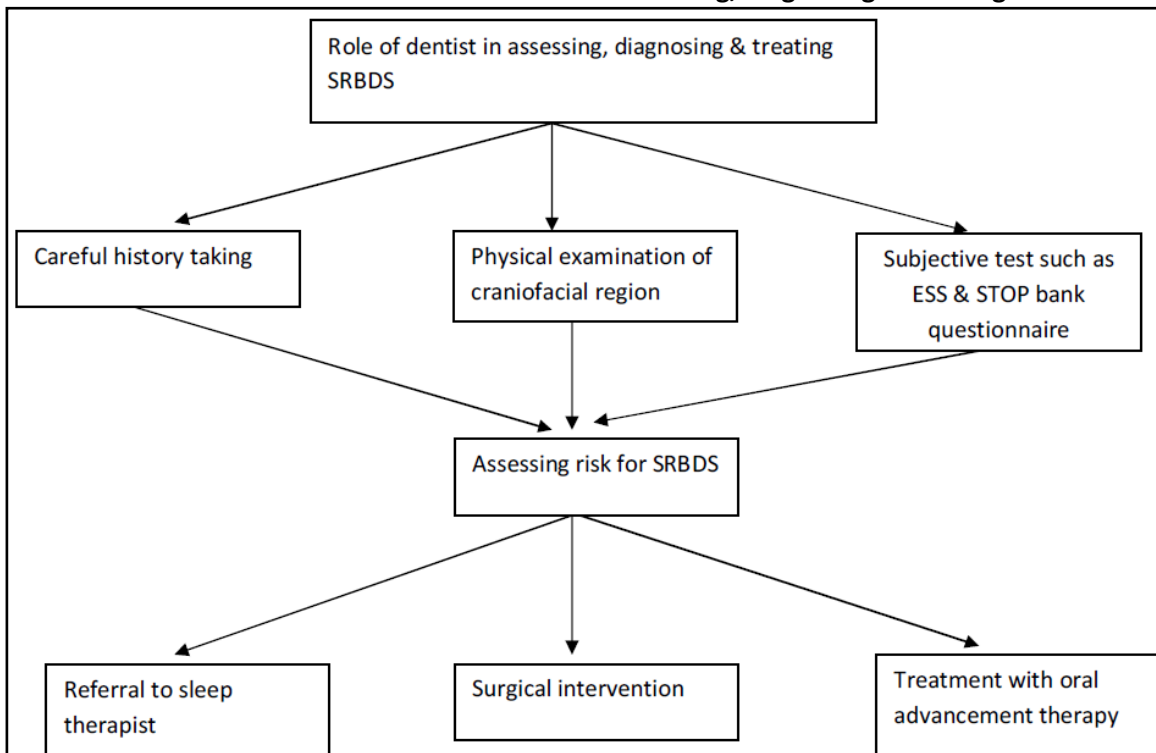 Role of dentist in assessing, diagnosing & treating
SRBDS
Careful history taking
Physical examination of
craniofacial region
Subjective test such as
ESS & STOP bank
questionnaire
Assessing risk for SRBDS
Referral to sleep
therapist
Surgical intervention
Treatment with oral
advancement therapy